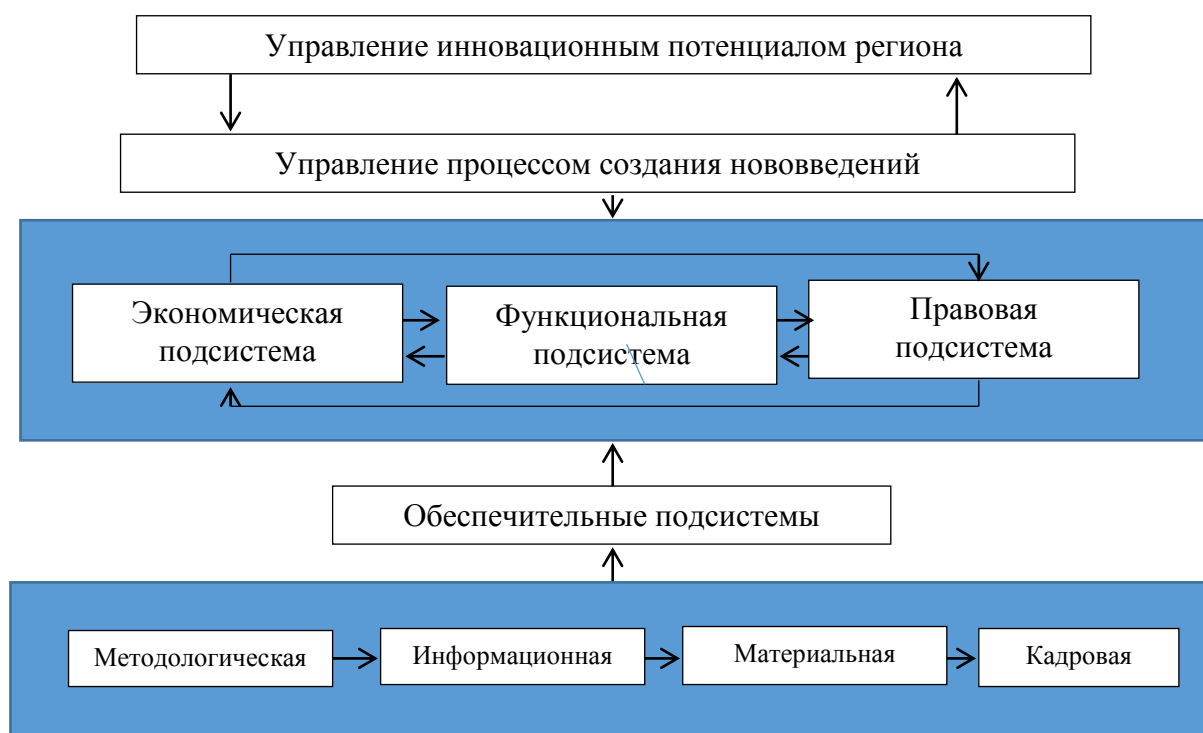 Управление инновационным потенциалом региона
Управление процессом создания нововведений
Экономическая
подсистема
Функциональная
подсистема
Правовая
подсистема
Обеспечительные подсистемы
Методологическая
Информационная
Материальная
Кадровая